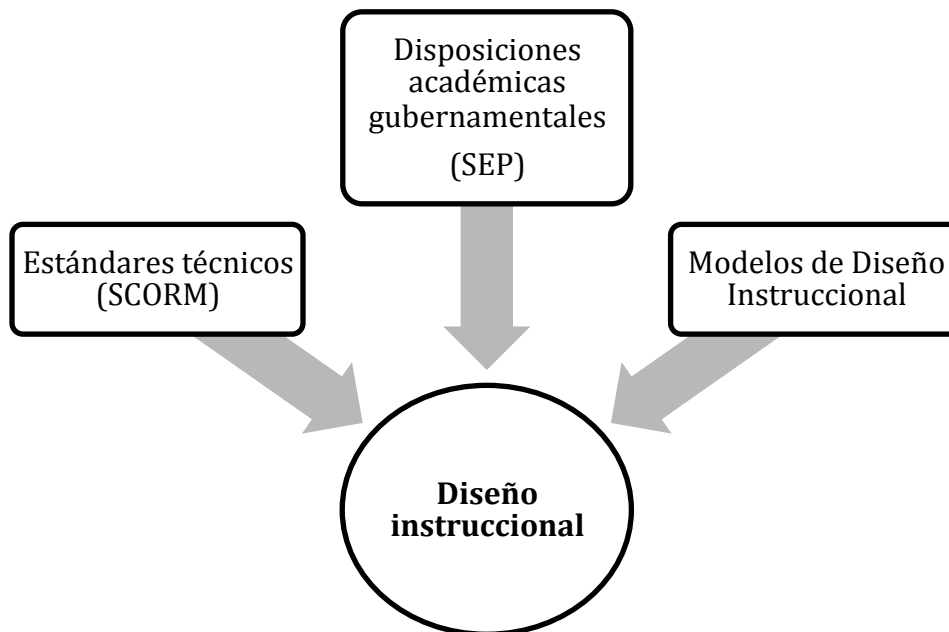 Disposiciones
académicas
gubernamentales
(SEP)
Estándares técnicos
(SCORM)
Modelos de Diseño
Instruccional
Diseño
instruccional